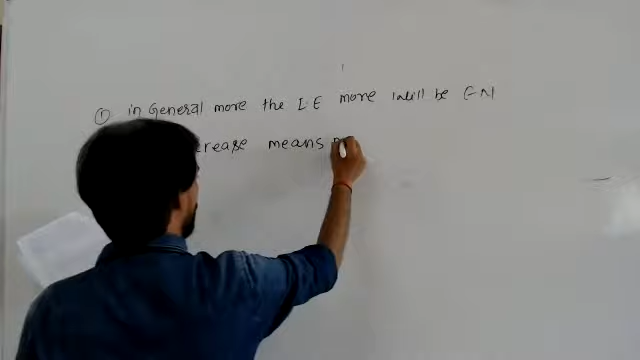 ① in General more the I.E more will be E-N
crease means